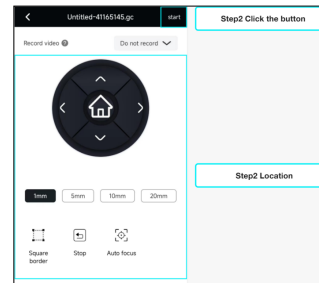 Untitled-41165145.gc
start
Step2 Click the button
Record video
Do not record
Step2 Location
1mm
5mm
10mm
20mm
Square
border
Stop
Auto focus